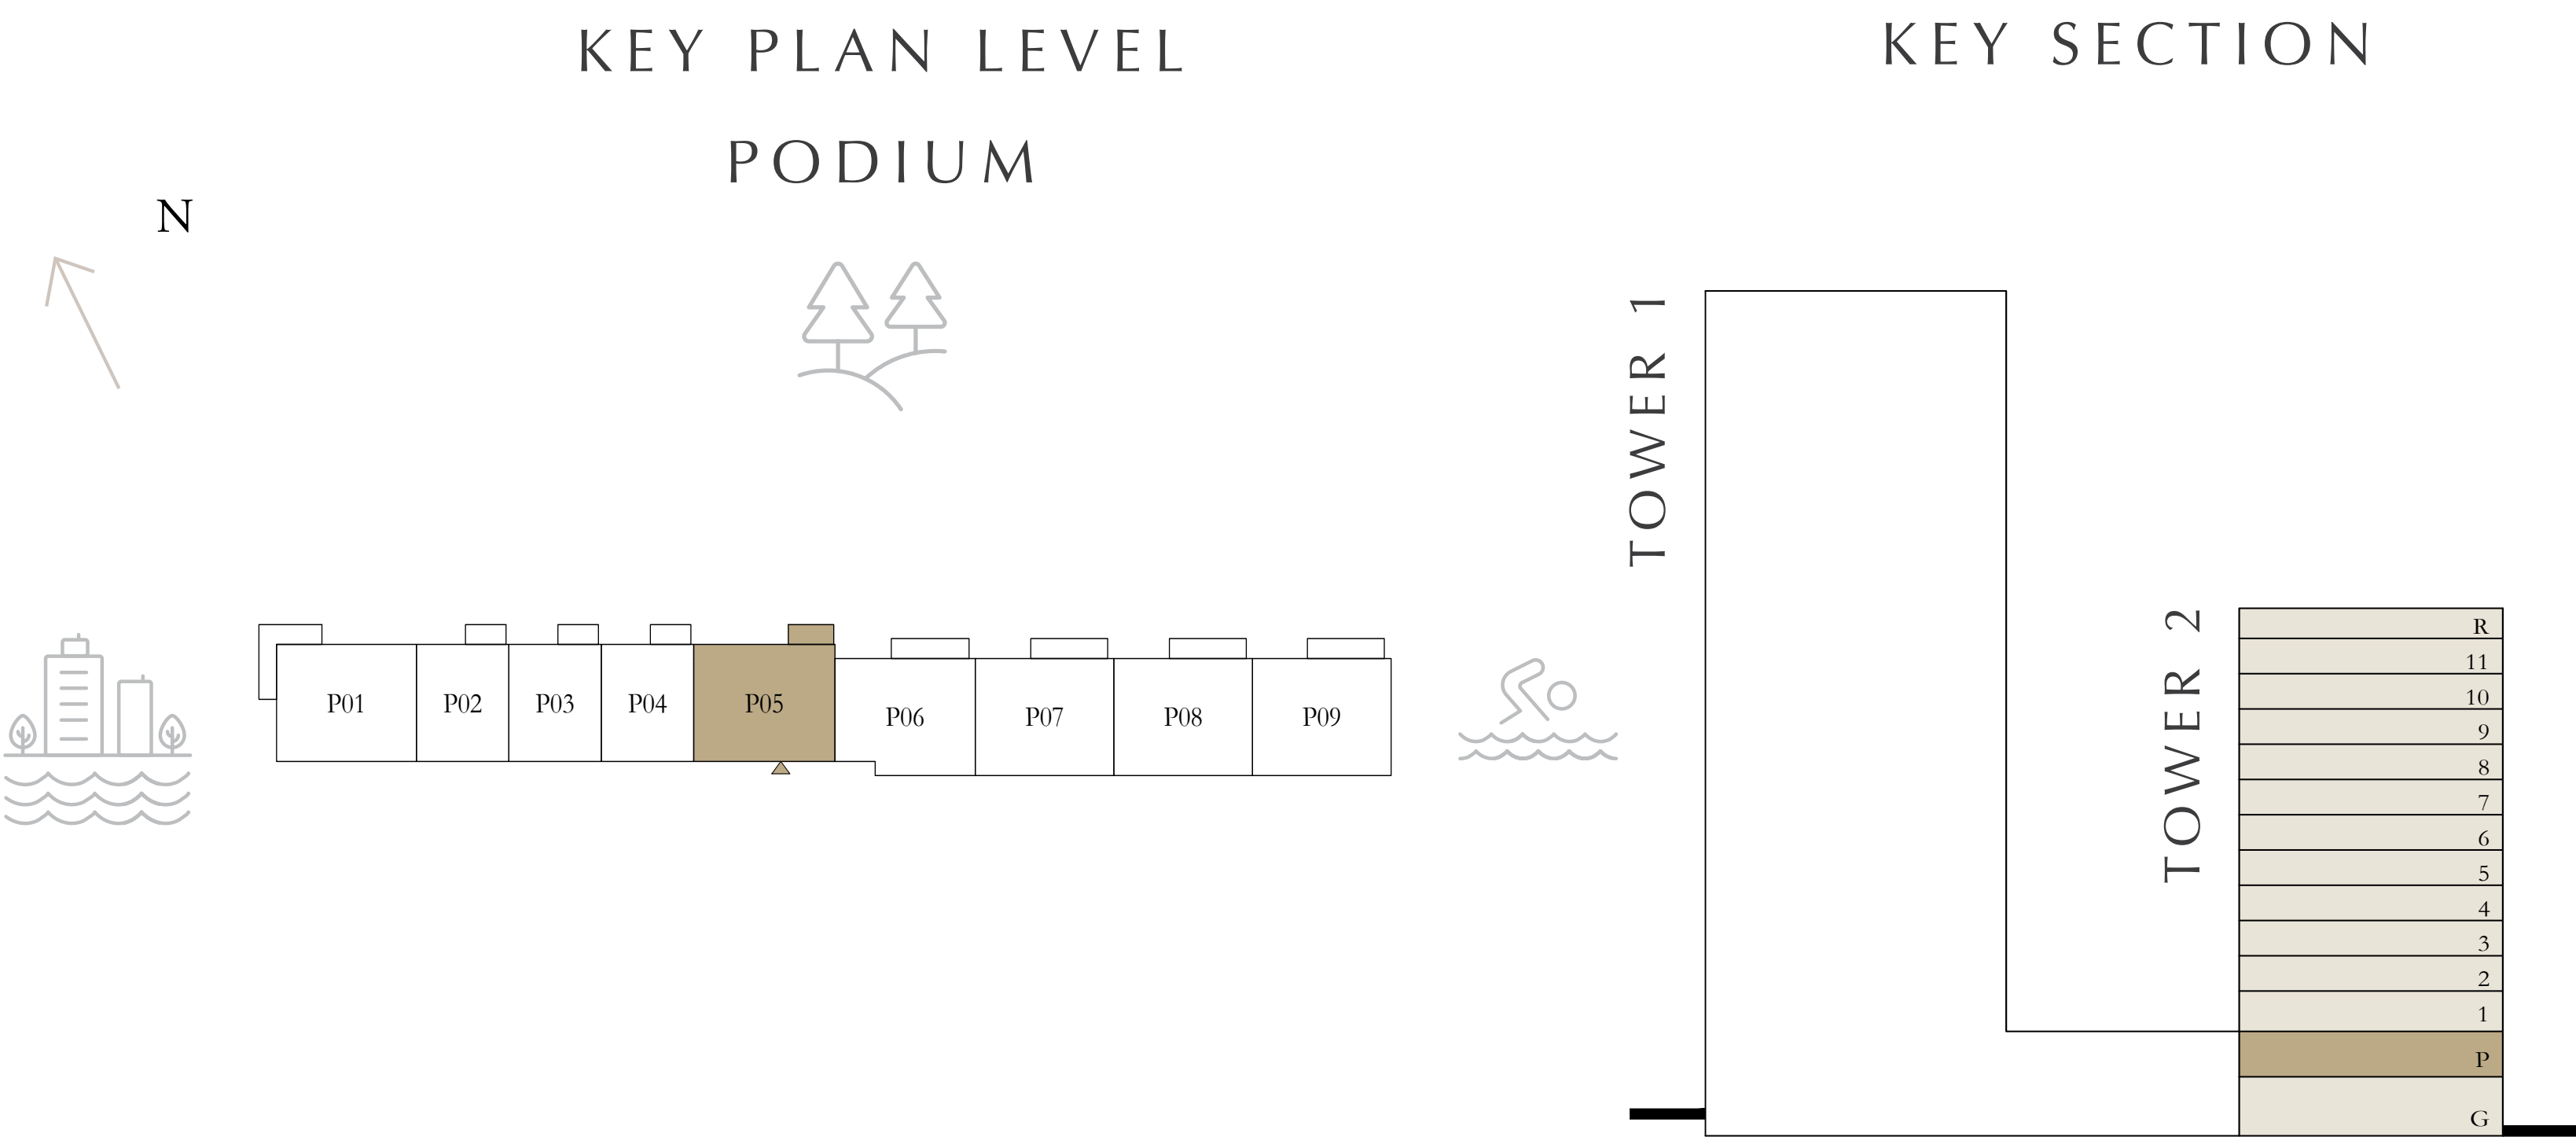 KEY PLAN LEVEL
PODIUM
N
P01
P02
P03
P04
P05
P06
P07
P08
P09
KEY SECTION
TOWER 1
TOWER 2
R
11
10
9
8
7
6
5
4
3
2
1
P
G